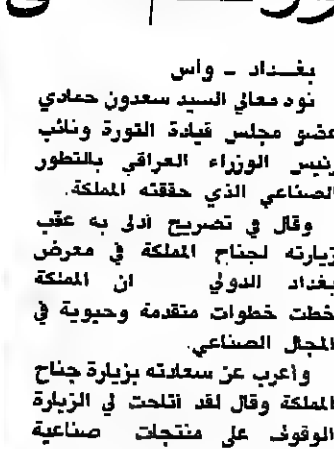 بغـــداد - واس
نوه معالي السيد سعدون حمادي
عضو مجلس قيادة الثورة ونائب
رئيس الوزراء العراقي بالتطور
الصناعي الذي حققته المملكة.
وقال في تصريح ادلى به عقب
زيارته لجناح المملكة في معرض
بغداد الدولي ان المملكة
خطت خطوات متقدمة وحيوية في
المجال الصناعي.
وأعرب عن سعادته بزيارة جناح
المملكة وقال لقد اتاحت لي الزيارة
الوقوف على منتجات صناعية